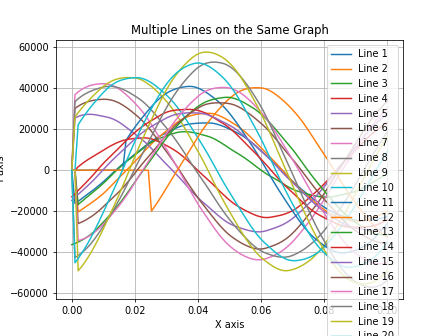 Multiple Lines on the Same Graph
60000
40000
20000
0
−20000
−40000
−60000
0.00
0.02
0.04
0.06
0.08
X axis
Line 1
Line 2
Line 3
Line 4
Line 5
Line 6
Line 7
Line 8
Line 9
Line 10
Line 11
Line 12
Line 13
Line 14
Line 15
Line 16
Line 17
Line 18
Line 19
Line 20